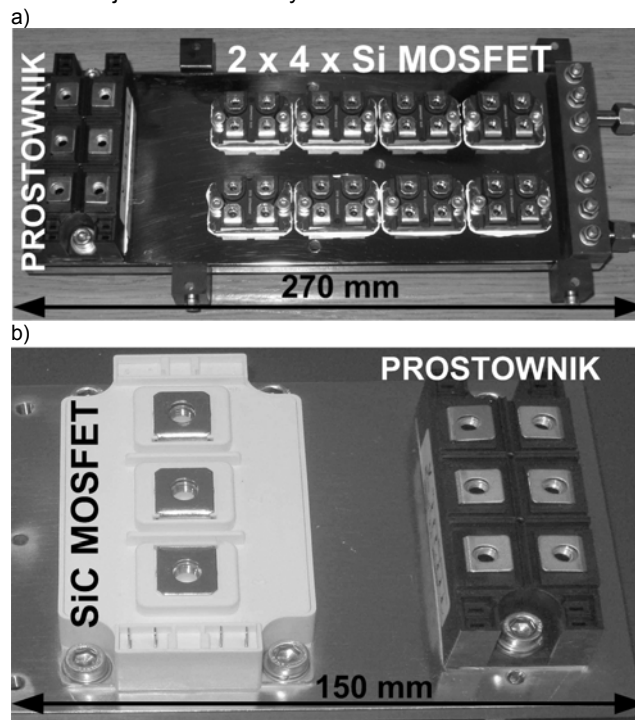 a)
2 x 4 x Si MOSFET
PROSTOWNIK
270 mm
b)
PROSTOWNIK
SiC MOSFET
150 mm